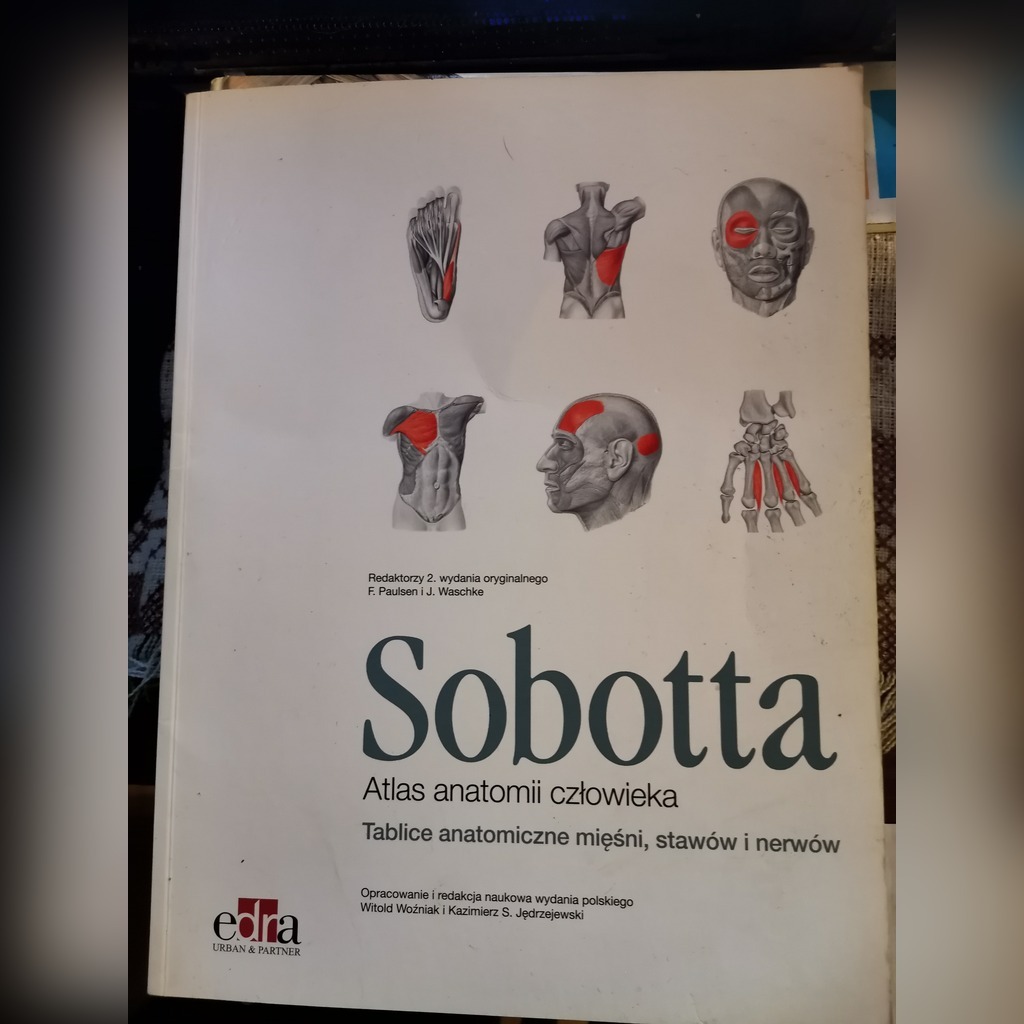 Redaktorzy 2. wydania oryginalnego
F. Paulsen i J. Waschke
Sobotta
Atlas anatomii człowieka
Tablice anatomiczne mięśni, stawów i nerwów
Opracowanie i redakcja naukowa wydania polskiego
Witold Woźniak i Kazimierz S. Jędrzejewski
edra
URBAN & PARTNER